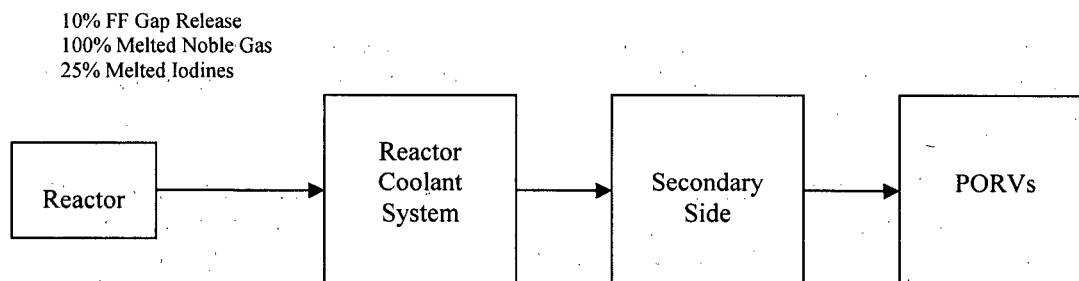 10% FF Gap Release
100% Melted Noble Gas
25% Melted Iodines
Reactor
Reactor
Coolant
System
Secondary
Side
PORVs